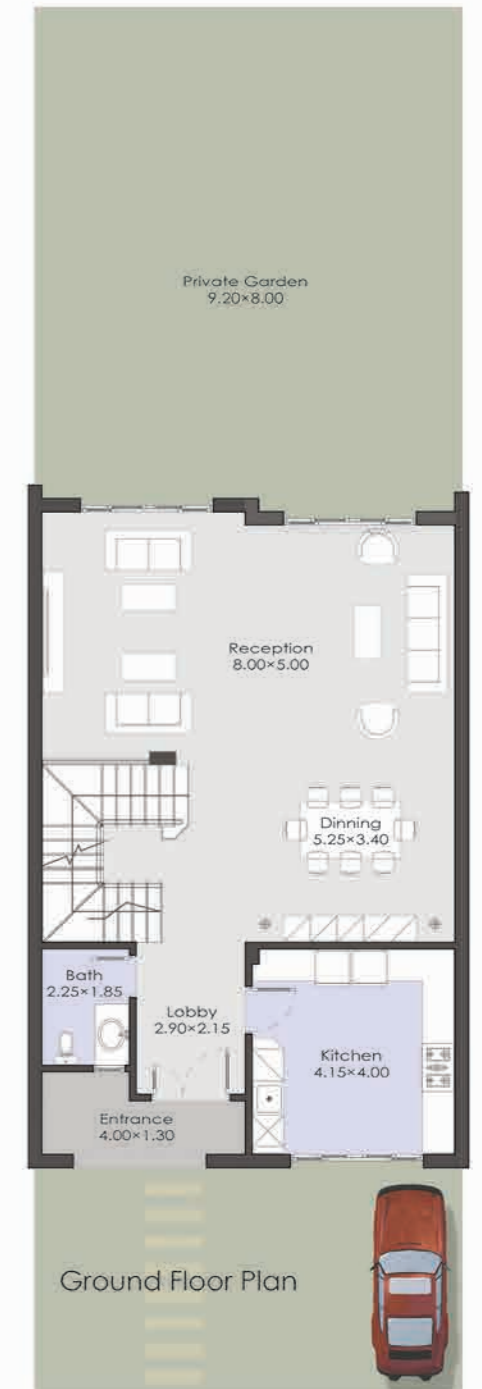 Private Garden
9.20×8.00
Reception
8.00×5.00
Dinning
5.25×3.40
Bath
2.25×1.85
Lobby
2.90×2.15
Kitchen
4.15×4.00
Entrance
4.00×1.30
Ground Floor Plan